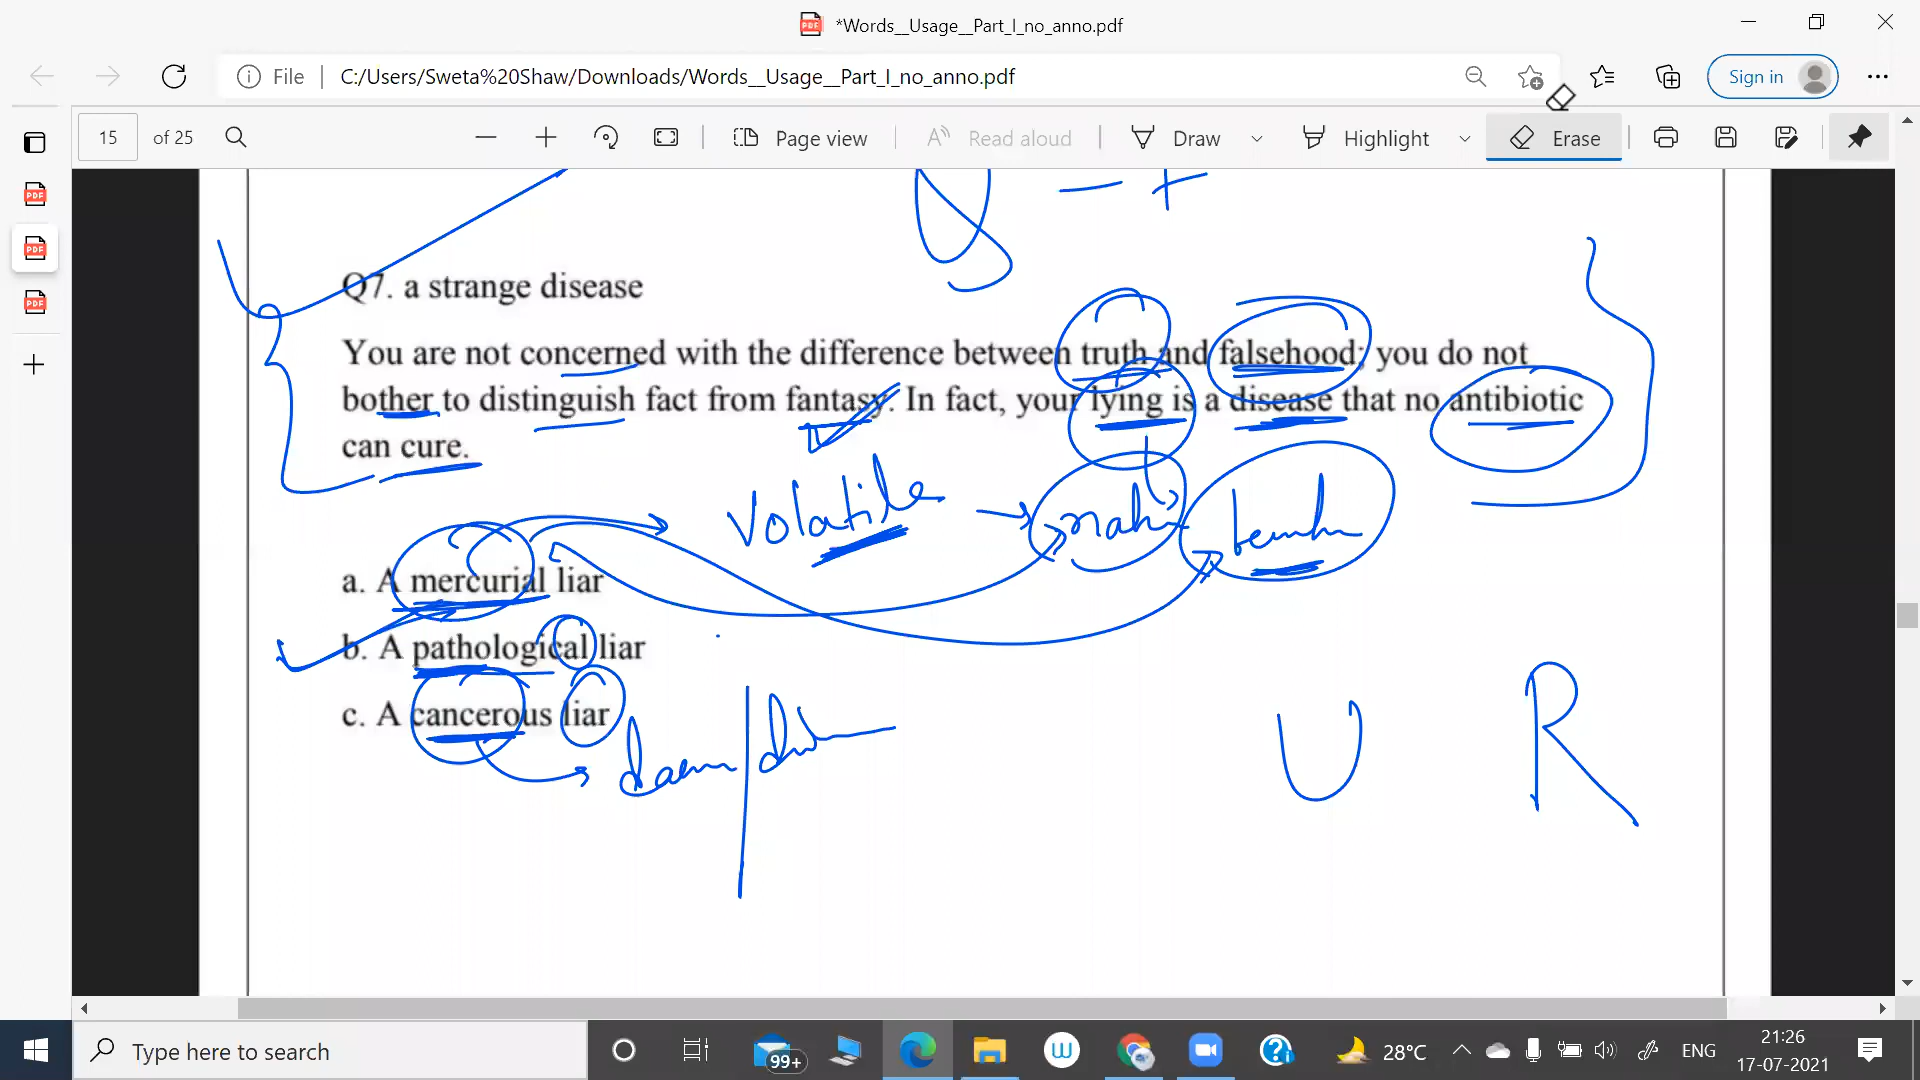 *Words__Usage__Part_I_no_anno.pdf
File | C:/Users/Sweta%20Shaw/Downloads/Words__Usage__Part_I_no_anno.pdf
Sign in
15 of 25
Page view
Read aloud
Draw
Highlight
Erase
Q7. a strange disease
You are not concerned with the difference between truth and falsehood; you do not
bother to distinguish fact from fantasy. In fact, your lying is a disease that no antibiotic
can cure.
Volatile
a. A mercurial liar
b. A pathological liar
c. A cancerous liar
U R
Type here to search
99+
28°C
ENG
21:26
17-07-2021